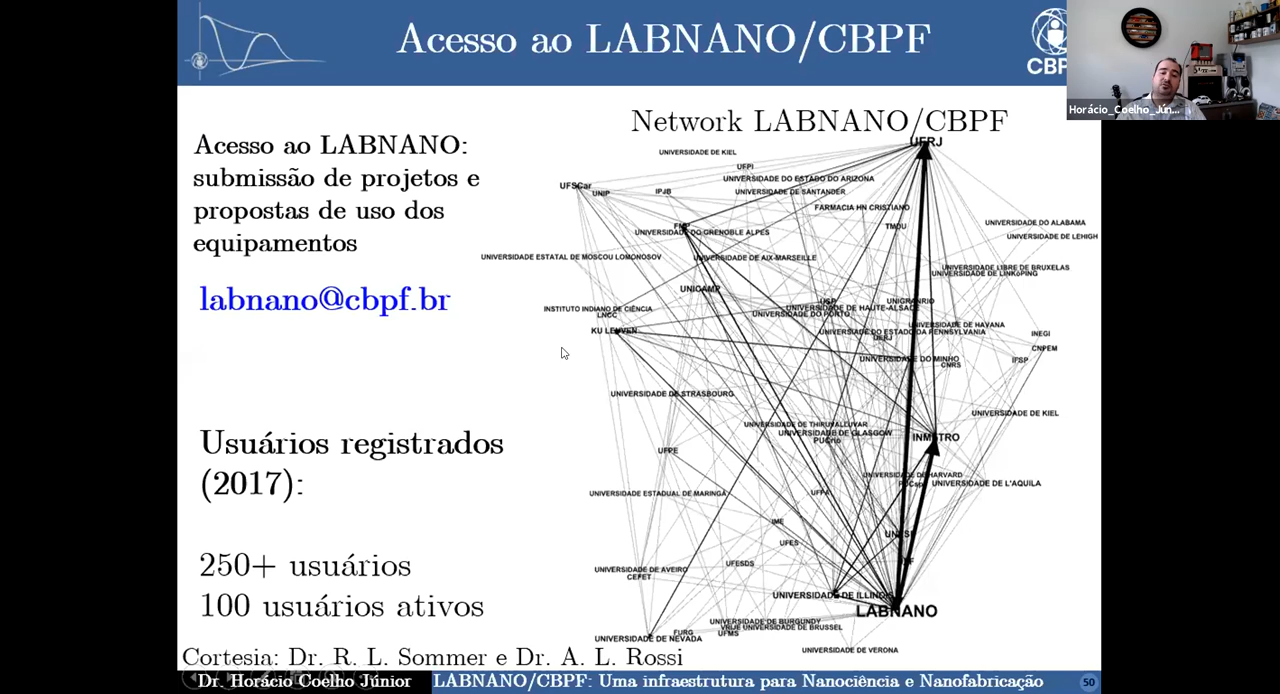 Acesso ao LABNANO/CBPF
CBP
Horácio_Coelho_Jún...
Acesso ao LABNANO:
submissão de projetos e
propostas de uso dos
equipamentos
labnano@cbpf.br
Usuários registrados
(2017):
250+ usuários
100 usuários ativos
Network LABNANO/CBPF
UFRJ
UNIVERSIDADE DE KIEL
UFPI
UNIVERSIDADE DO ESTADO DO ARIZONA
UFSCar
UNIP
IPJB
UNIVERSIDADE DE SANTANDER
FARMACIA HN CRISTIANO
UNIVERSIDADE DO GRENOBLE ALPES
TMDU
UNIVERSIDADE DO ALABAMA
UNIVERSIDADE DE LEHIGH
UNIVERSIDADE ESTATAL DE MOSCOU LOMONOSOV
UNIVERSIDADE DE AIX-MARSEILLE
UNIVERSIDADE LIBRE DE BRUXELAS
UNIVERSIDADE DE LINKöPING
UNICAMP
USP
UNIGRANRIO
INSTITUTO INDIANO DE CIÊNCIA
UNIVERSIDADE DE HAUTE-ALSACE
LNCC
UNIVERSIDADE DO PORTO
UNIVERSIDADE DE HAVANA
KU LEUVEN
UNIVERSIDADE DO ESTADO DA PENNSYLVANIA
INEGI
UERJ
CNPEM
UNIVERSIDADE DO MINHO
IFSP
CNRS
UNIVERSIDADE DE STRASBOURG
UNIVERSIDADE DE KIEL
UNIVERSIDADE DE THIRUVALLUVAR
UNIVERSIDADE DE GLASGOW
INMETRO
PUCrio
UFPE
UNIVERSIDADE DE HARVARD
PUCsp
UNIVERSIDADE DE L'AQUILA
UNIVERSIDADE ESTADUAL DE MARINGÁ
UFPA
IME
UNESP
UFES
UFESDS
UNIVERSIDADE DE AVEIRO
CEFET
UNIVERSIDADE DE ILLINOIS
LABNANO
UNIVERSIDADE DE BURGUNDY
VRIJE UNIVERSIDADE DE BRUSSEL
FURG
UFMS
UNIVERSIDADE DE NEVADA
UNIVERSIDADE DE VERONA
Cortesia: Dr. R. L. Sommer e Dr. A. L. Rossi
Dr. Horácio Coelho Júnior
LABNANO/CBPF: Uma infraestrutura para Nanociência e Nanofabricação
50